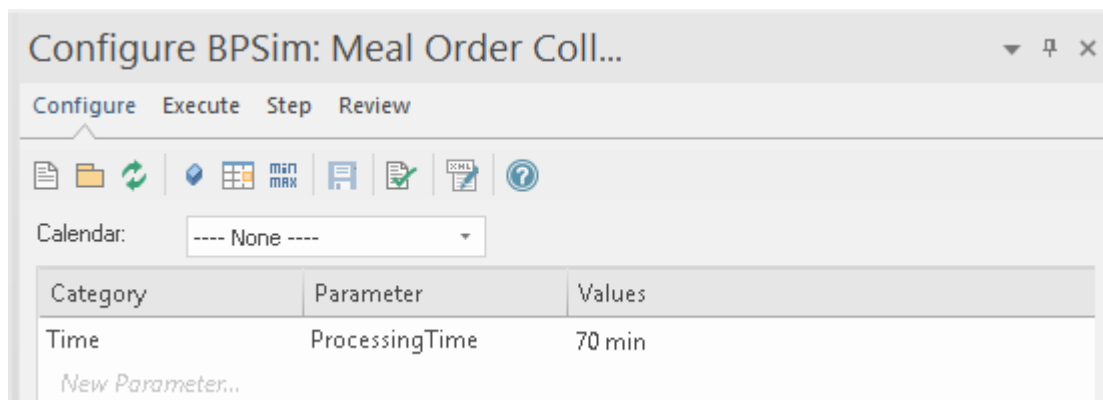 Configure BPSim: Meal Order Coll...
Configure Execute Step Review
min
max
XML
Calendar: ---- None ----
Category Parameter Values
Time ProcessingTime 70 min
New Parameter...